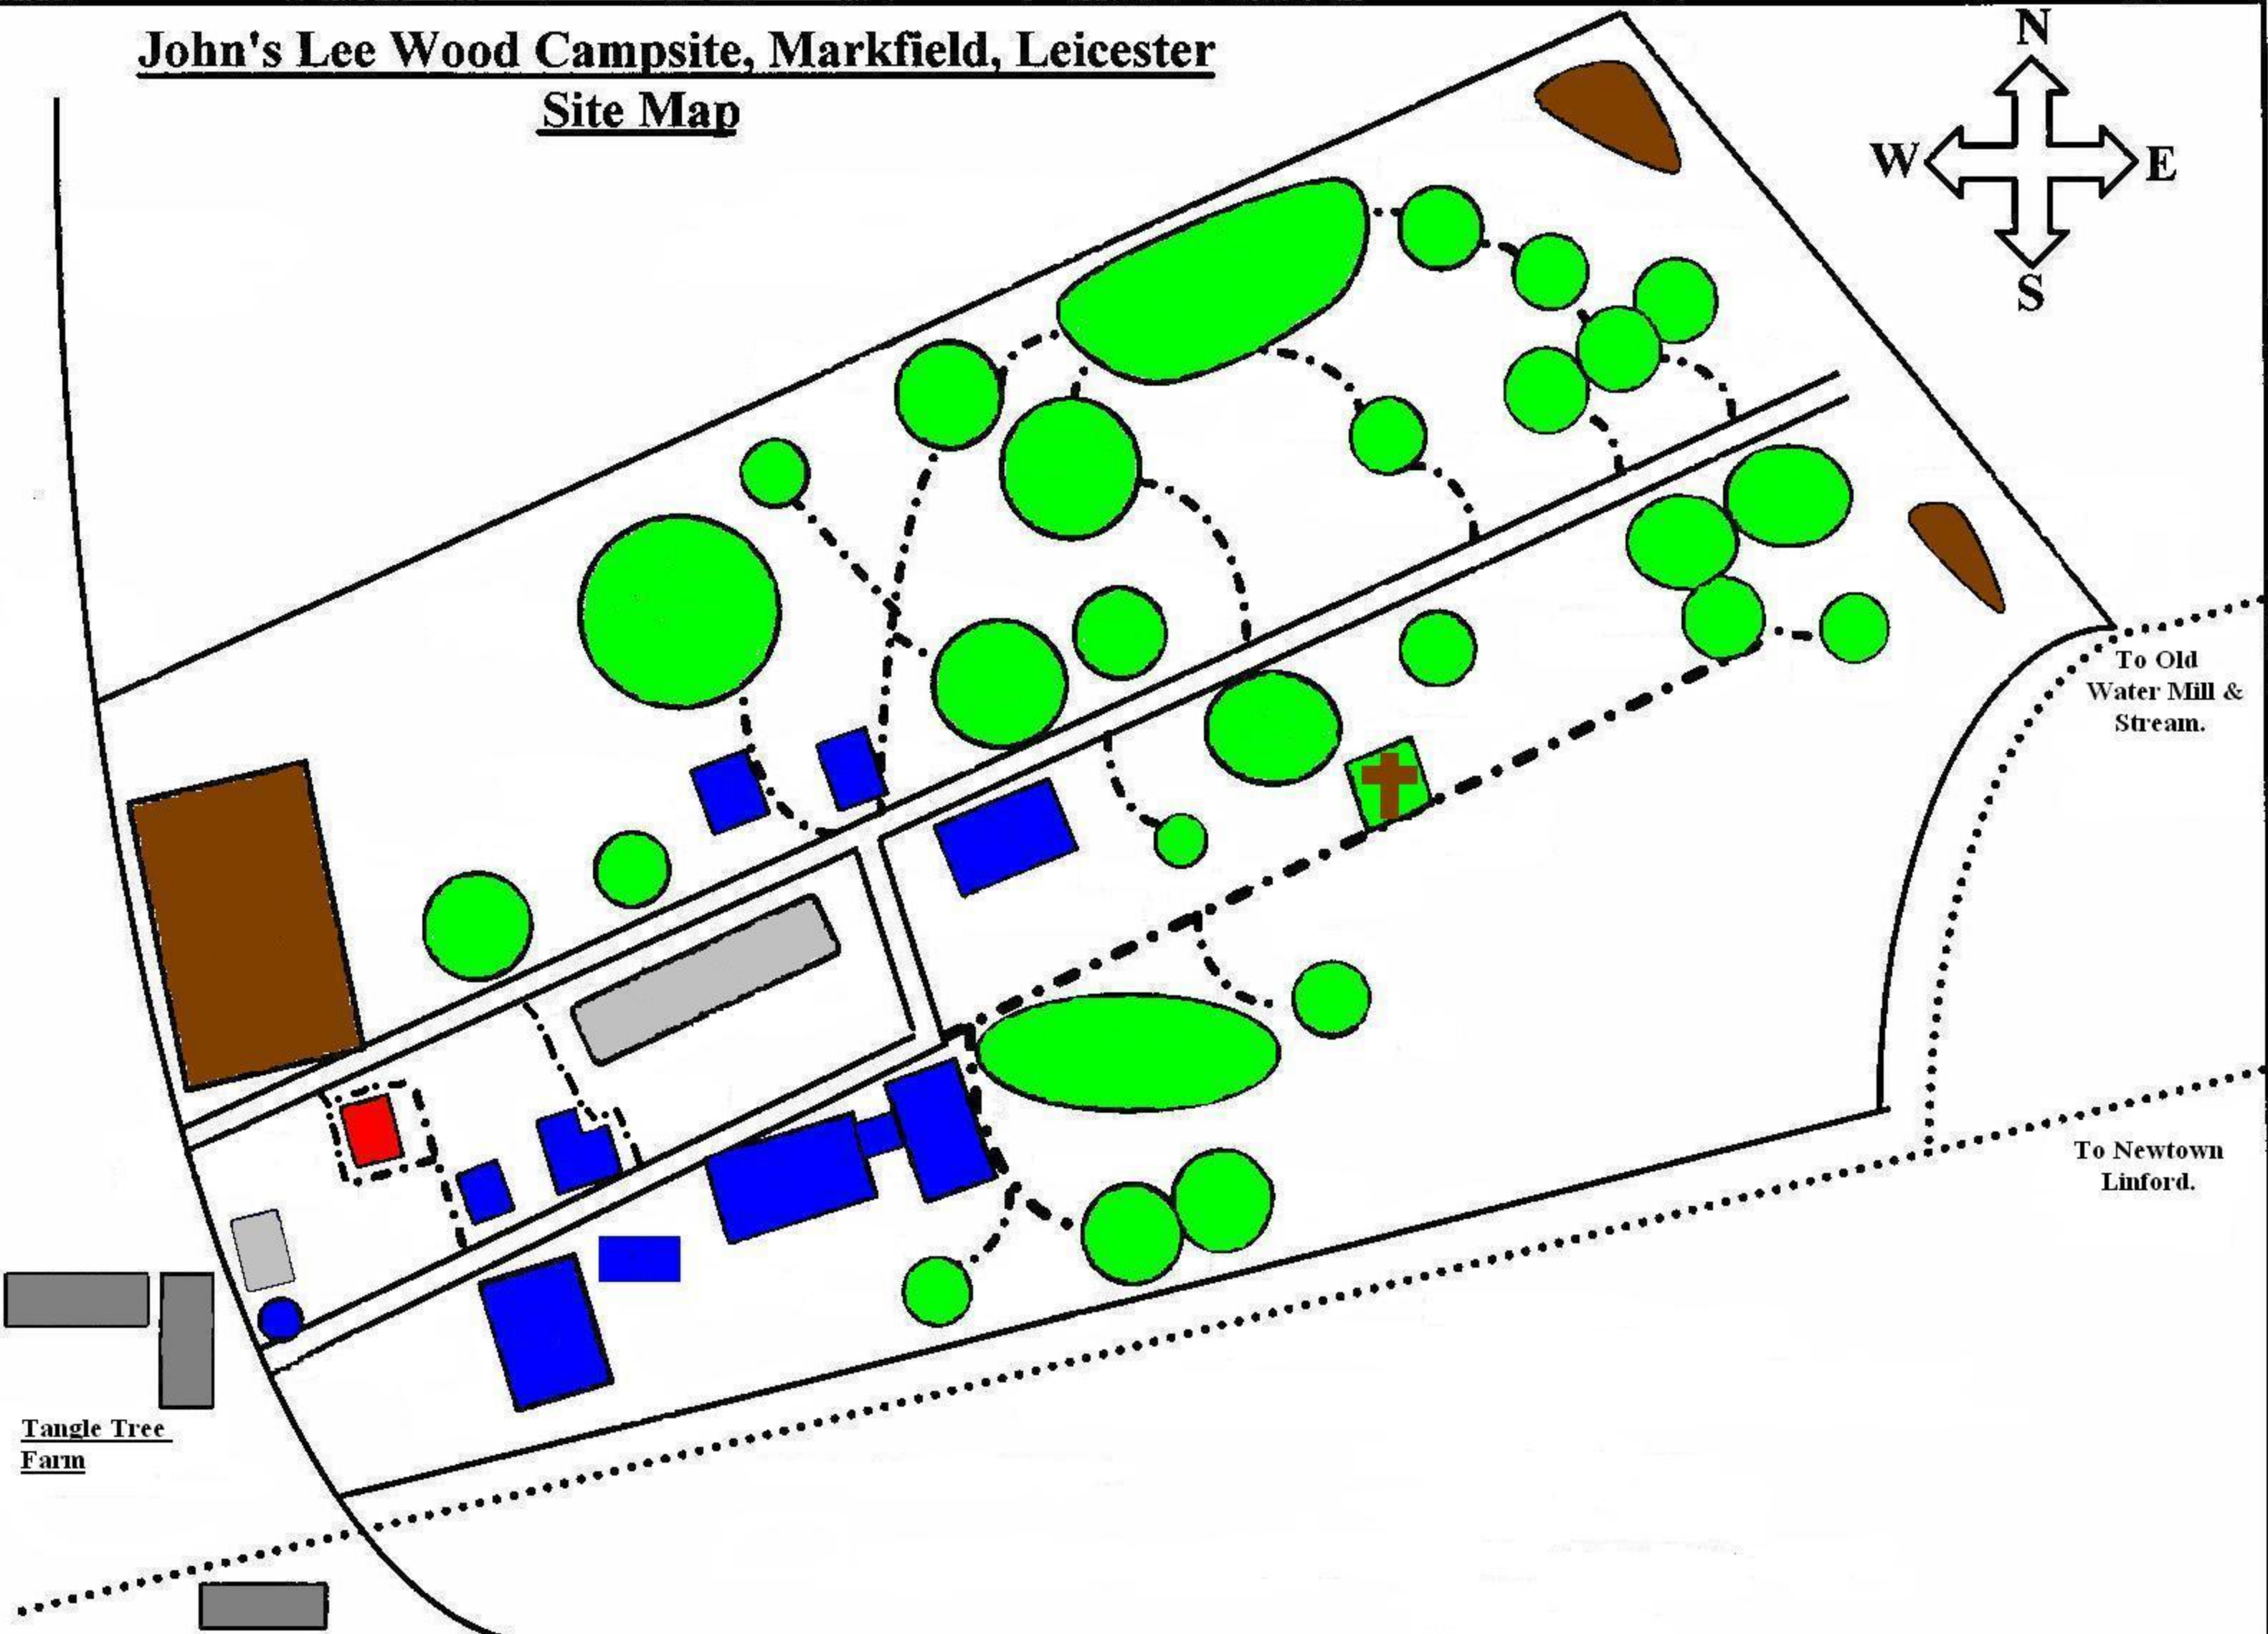 John's Lee Wood Campsite, Markfield, Leicester
Site Map
N
W
E
S
To Old
Water Mill &
Stream.
To Newtown
Linford.
Tangle Tree
Farm